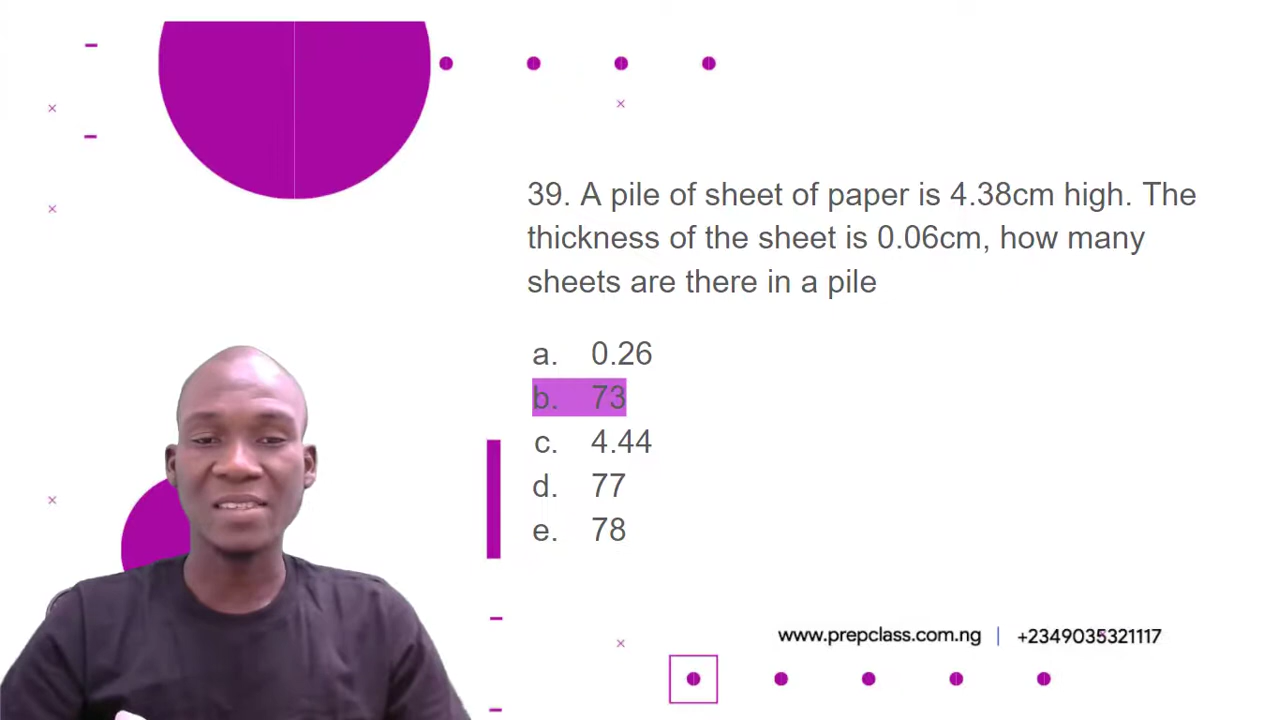 39. A pile of sheet of paper is 4.38cm high. The
thickness of the sheet is 0.06cm, how many
sheets are there in a pile
a. 0.26
b. 73
c. 4.44
d. 77
e. 78
www.prepclass.com.ng | +2349035321117